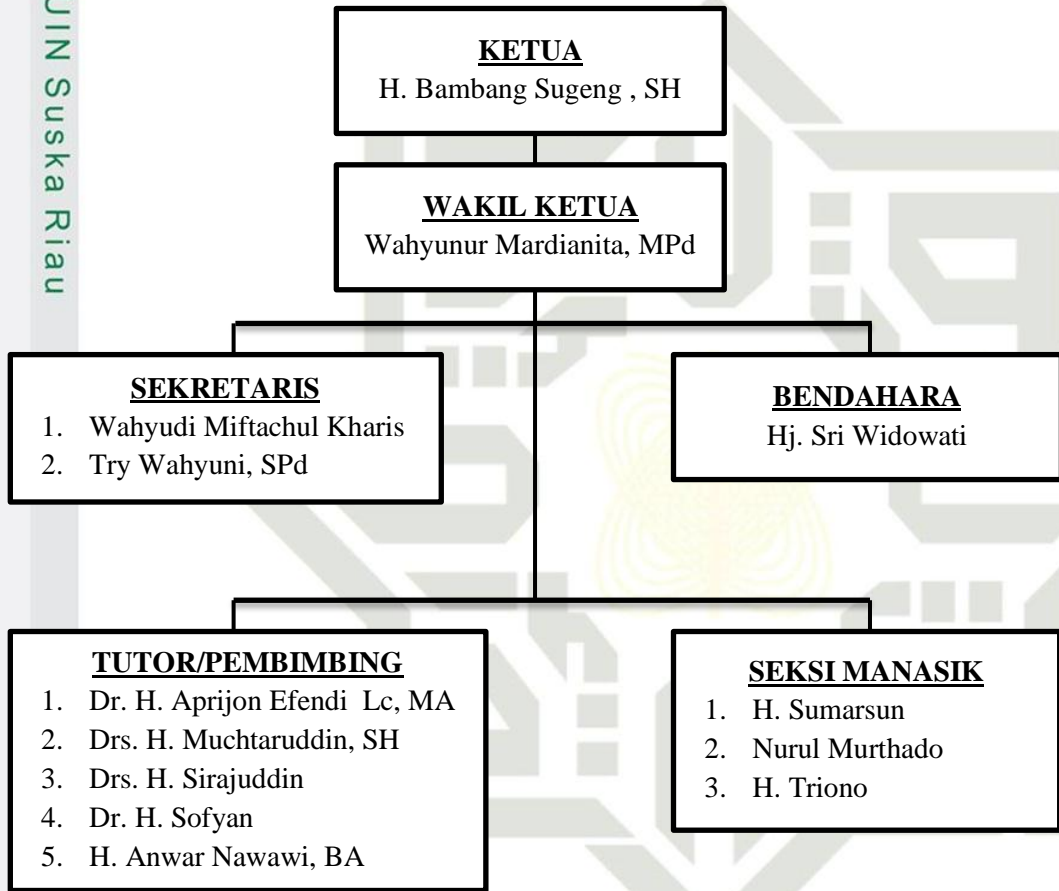 UIN Suska Riau
KETUA
H. Bambang Sugeng , SH
WAKIL KETUA
Wahyunur Mardianita, MPd
SEKRETARIS
1. Wahyudi Miftachul Kharis
2. Try Wahyuni, SPd
BENDAHARA
Hj. Sri Widowati
TUTOR/PEMBIMBING
1. Dr. H. Aprijon Efendi Lc, MA
2. Drs. H. Muchtaruddin, SH
3. Drs. H. Sirajuddin
4. Dr. H. Sofyan
5. H. Anwar Nawawi, BA
SEKSI MANASIK
1. H. Sumarsun
2. Nurul Murthado
3. H. Triono